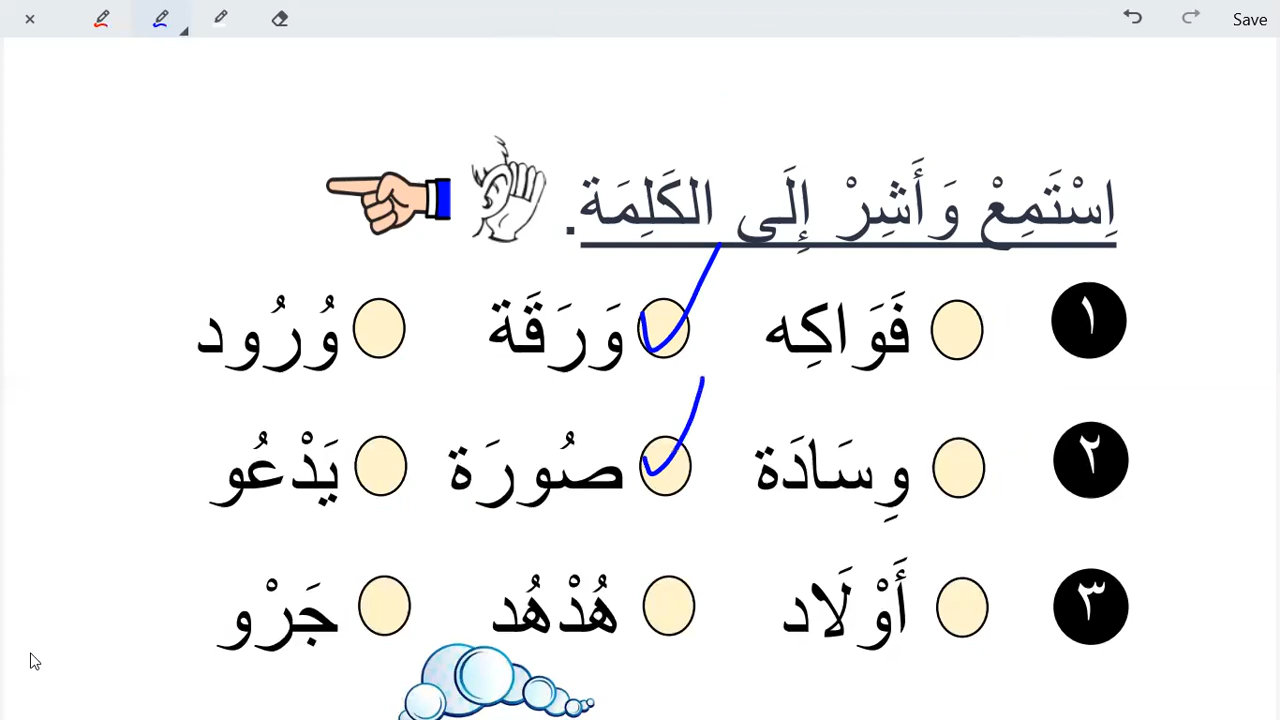 Save
اِسْتَمِعْ وَأَشِرْ إِلَى الكَلِمَة.
١ فَوَاكِه وَرَقَة وُرُود
٢ وِسَادَة صُورَة يَدْعُو
٣ أَوْلَاد هُدْهُد جَرْو